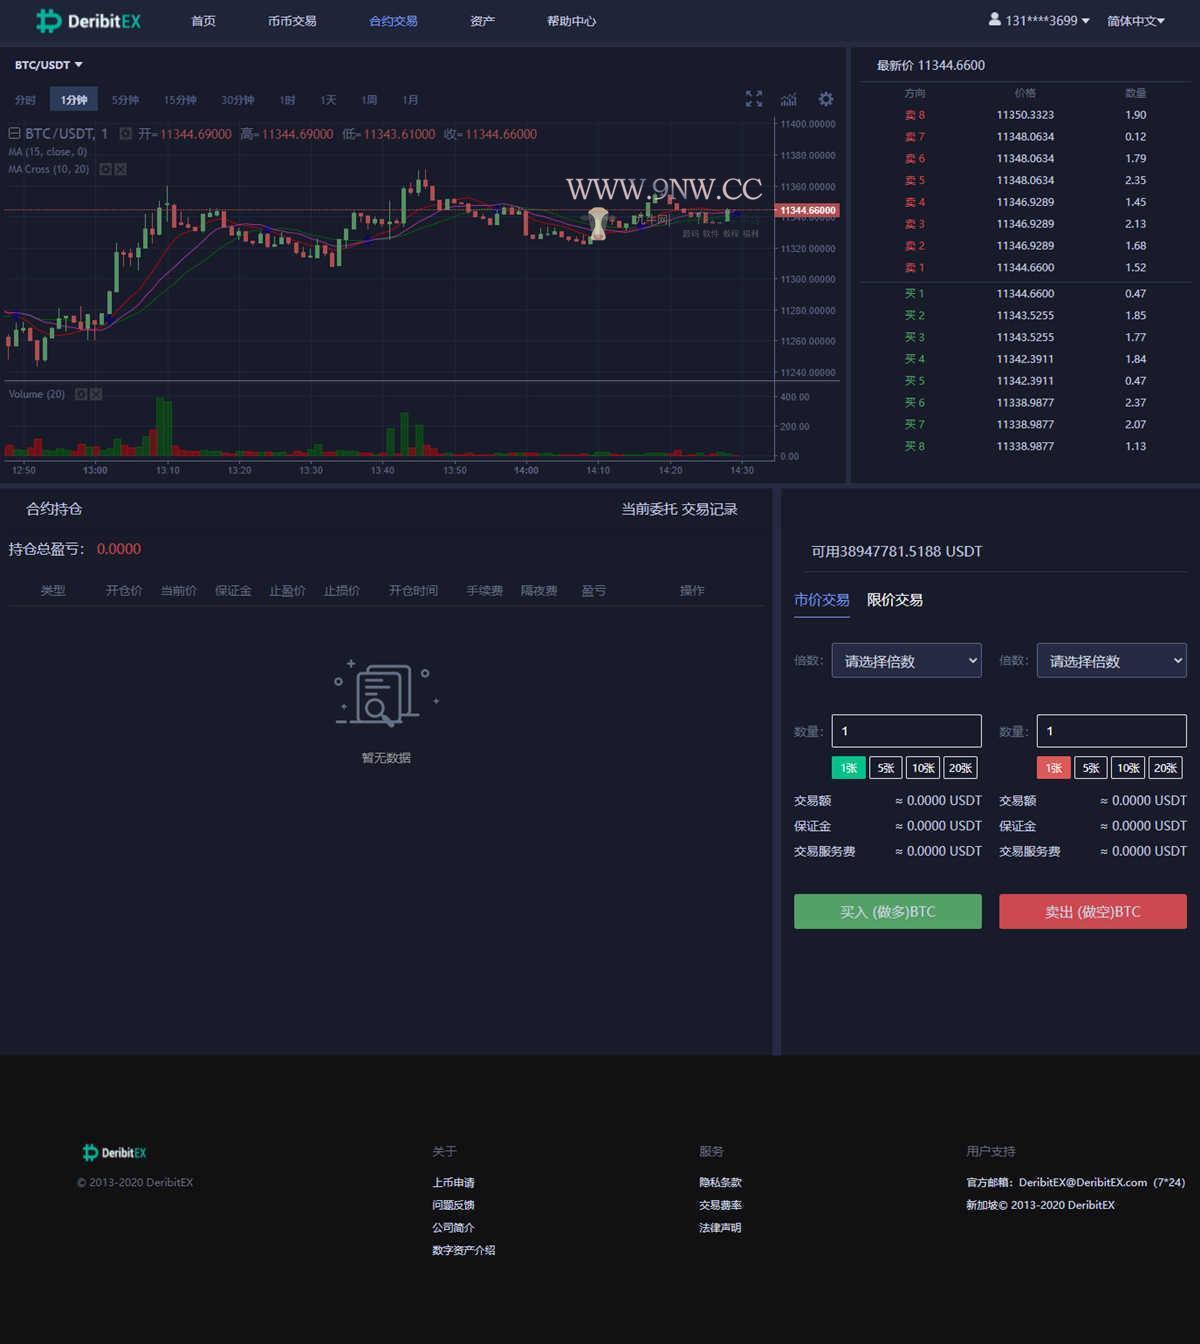 DeribitEX 首页 币币交易 合约交易 资产 帮助中心 131****3699 简体中文
BTC/USDT
分时 1分钟 5分钟 15分钟 30分钟 1时 1天 1周 1月
BTC/USDT, 1 开=11344.69000 高=11344.69000 低=11343.61000 收=11344.66000
MA (15, close, 0)
MA Cross (10, 20)
WWW.9NW.CC
源码 软件 教程 福利
11400.00000
11380.00000
11360.00000
11344.66000
11340.00000
11320.00000
11300.00000
11280.00000
11260.00000
11240.00000
Volume (20)
400.00
200.00
0.00
12:50 13:00 13:10 13:20 13:30 13:40 13:50 14:00 14:10 14:20 14:30
最新价 11344.6600
方向 价格 数量
卖 8 11350.3323 1.90
卖 7 11348.0634 0.12
卖 6 11348.0634 1.79
卖 5 11348.0634 2.35
卖 4 11346.9289 1.45
卖 3 11346.9289 2.13
卖 2 11346.9289 1.68
卖 1 11344.6600 1.52
买 1 11344.6600 0.47
买 2 11343.5255 1.85
买 3 11343.5255 1.77
买 4 11342.3911 1.84
买 5 11342.3911 0.47
买 6 11338.9877 2.37
买 7 11338.9877 2.07
买 8 11338.9877 1.13
合约持仓 当前委托 交易记录
持仓总盈亏： 0.0000
类型 开仓价 当前价 保证金 止盈价 止损价 开仓时间 手续费 隔夜费 盈亏 操作
暂无数据
可用38947781.5188 USDT
市价交易 限价交易
倍数： 请选择倍数 倍数： 请选择倍数
数量： 1 数量： 1
1张 5张 10张 20张 1张 5张 10张 20张
交易额 ≈ 0.0000 USDT 交易额 ≈ 0.0000 USDT
保证金 ≈ 0.0000 USDT 保证金 ≈ 0.0000 USDT
交易服务费 ≈ 0.0000 USDT 交易服务费 ≈ 0.0000 USDT
买入 (做多)BTC 卖出 (做空)BTC
DeribitEX
© 2013-2020 DeribitEX
关于
上币申请
问题反馈
公司简介
数字资产介绍
服务
隐私条款
交易费率
法律声明
用户支持
官方邮箱：DeribitEX@DeribitEX.com（7*24）
新加坡© 2013-2020 DeribitEX